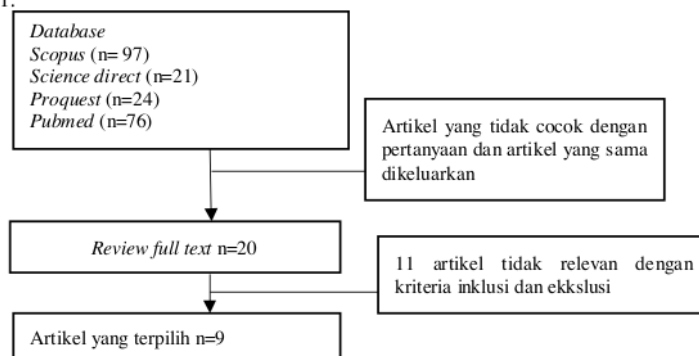 1.
Database
Scopus (n= 97)
Science direct (n=21)
Proquest (n=24)
Pubmed (n=76)
Artikel yang tidak cocok dengan
pertanyaan dan artikel yang sama
dikeluarkan
Review full text n=20
11 artikel tidak relevan dengan
kriteria inklusi dan ekkslusi
Artikel yang terpilih n=9